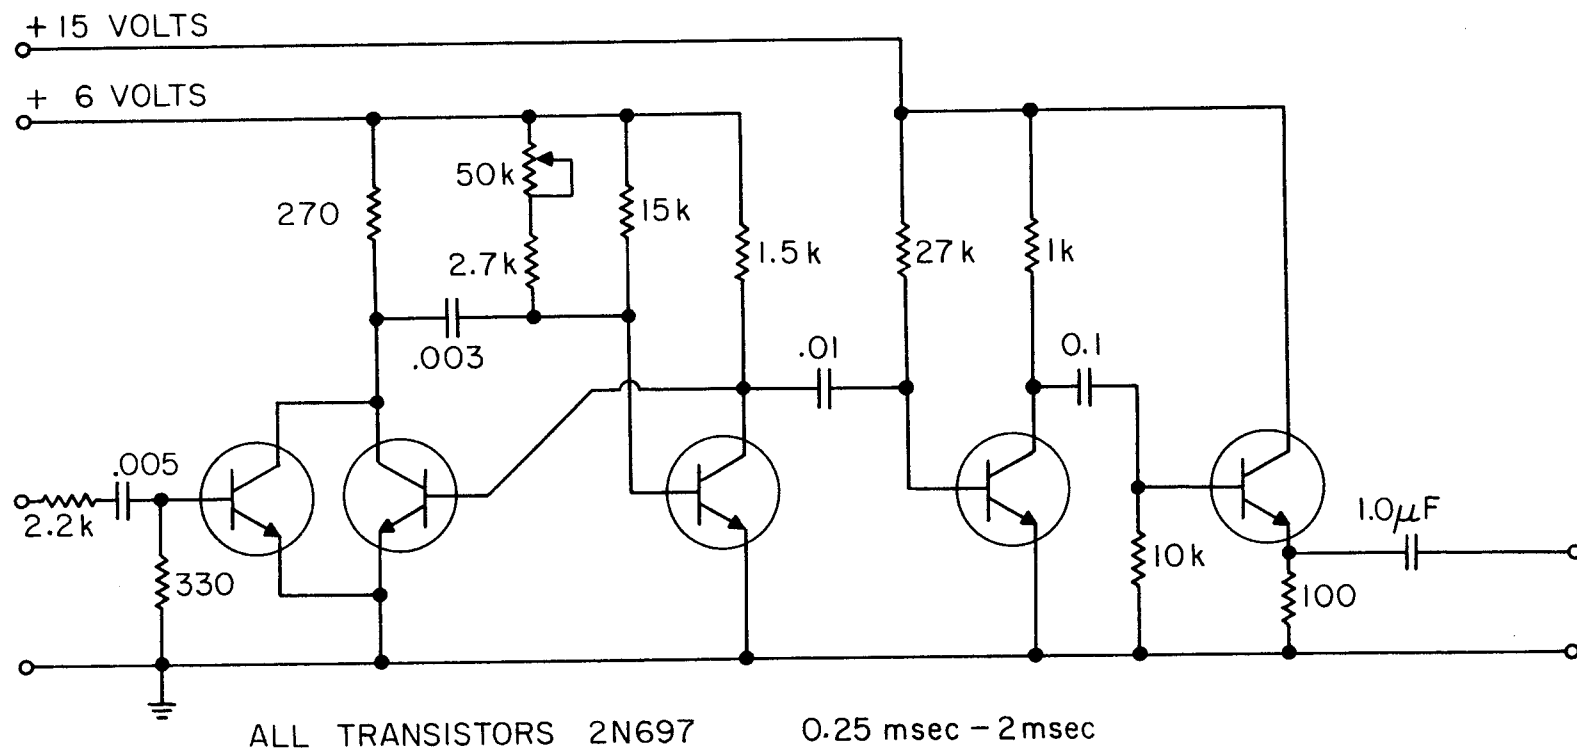 + 15 VOLTS
+ 6 VOLTS
50k
270
15k
2.7k
1.5k
27k
1k
.003
.01
0.1
.005
2.2k
330
1.0μF
10k
100
ALL TRANSISTORS 2N697 0.25 msec - 2 msec